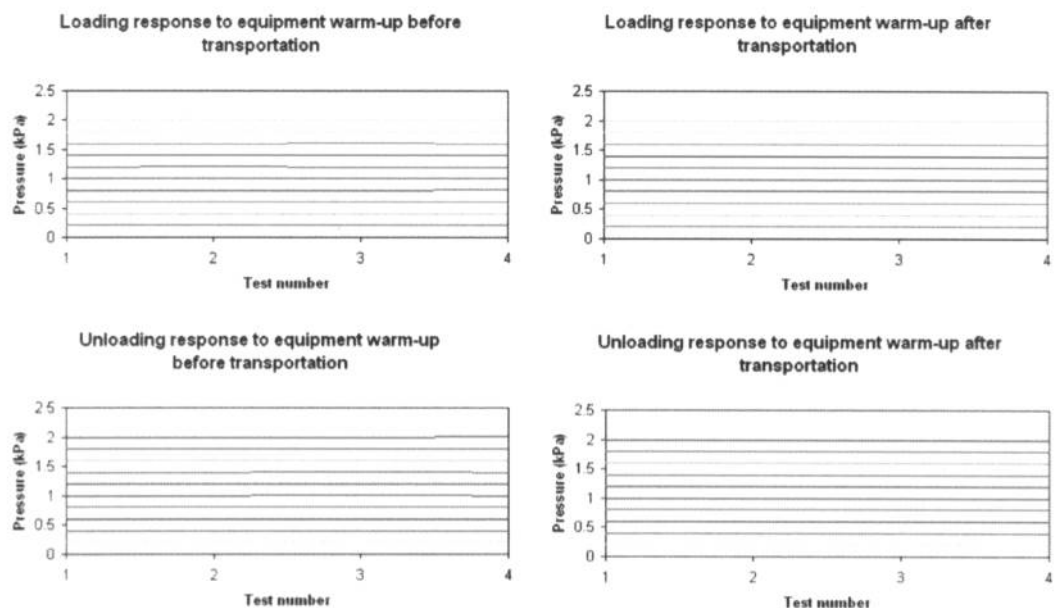 Loading response to equipment warm-up before
transportation
2.5
2
1.5
1
0.5
0
Pressure (kPa)
1
2
3
4
Test number
Loading response to equipment warm-up after
transportation
2.5
2
1.5
1
0.5
0
Pressure (kPa)
1
2
3
4
Test number
Unloading response to equipment warm-up
before transportation
2.5
2
1.5
1
0.5
0
Pressure (kPa)
1
2
3
4
Test number
Unloading response to equipment warm-up after
transportation
2.5
2
1.5
1
0.5
0
Pressure (kPa)
1
2
3
4
Test number